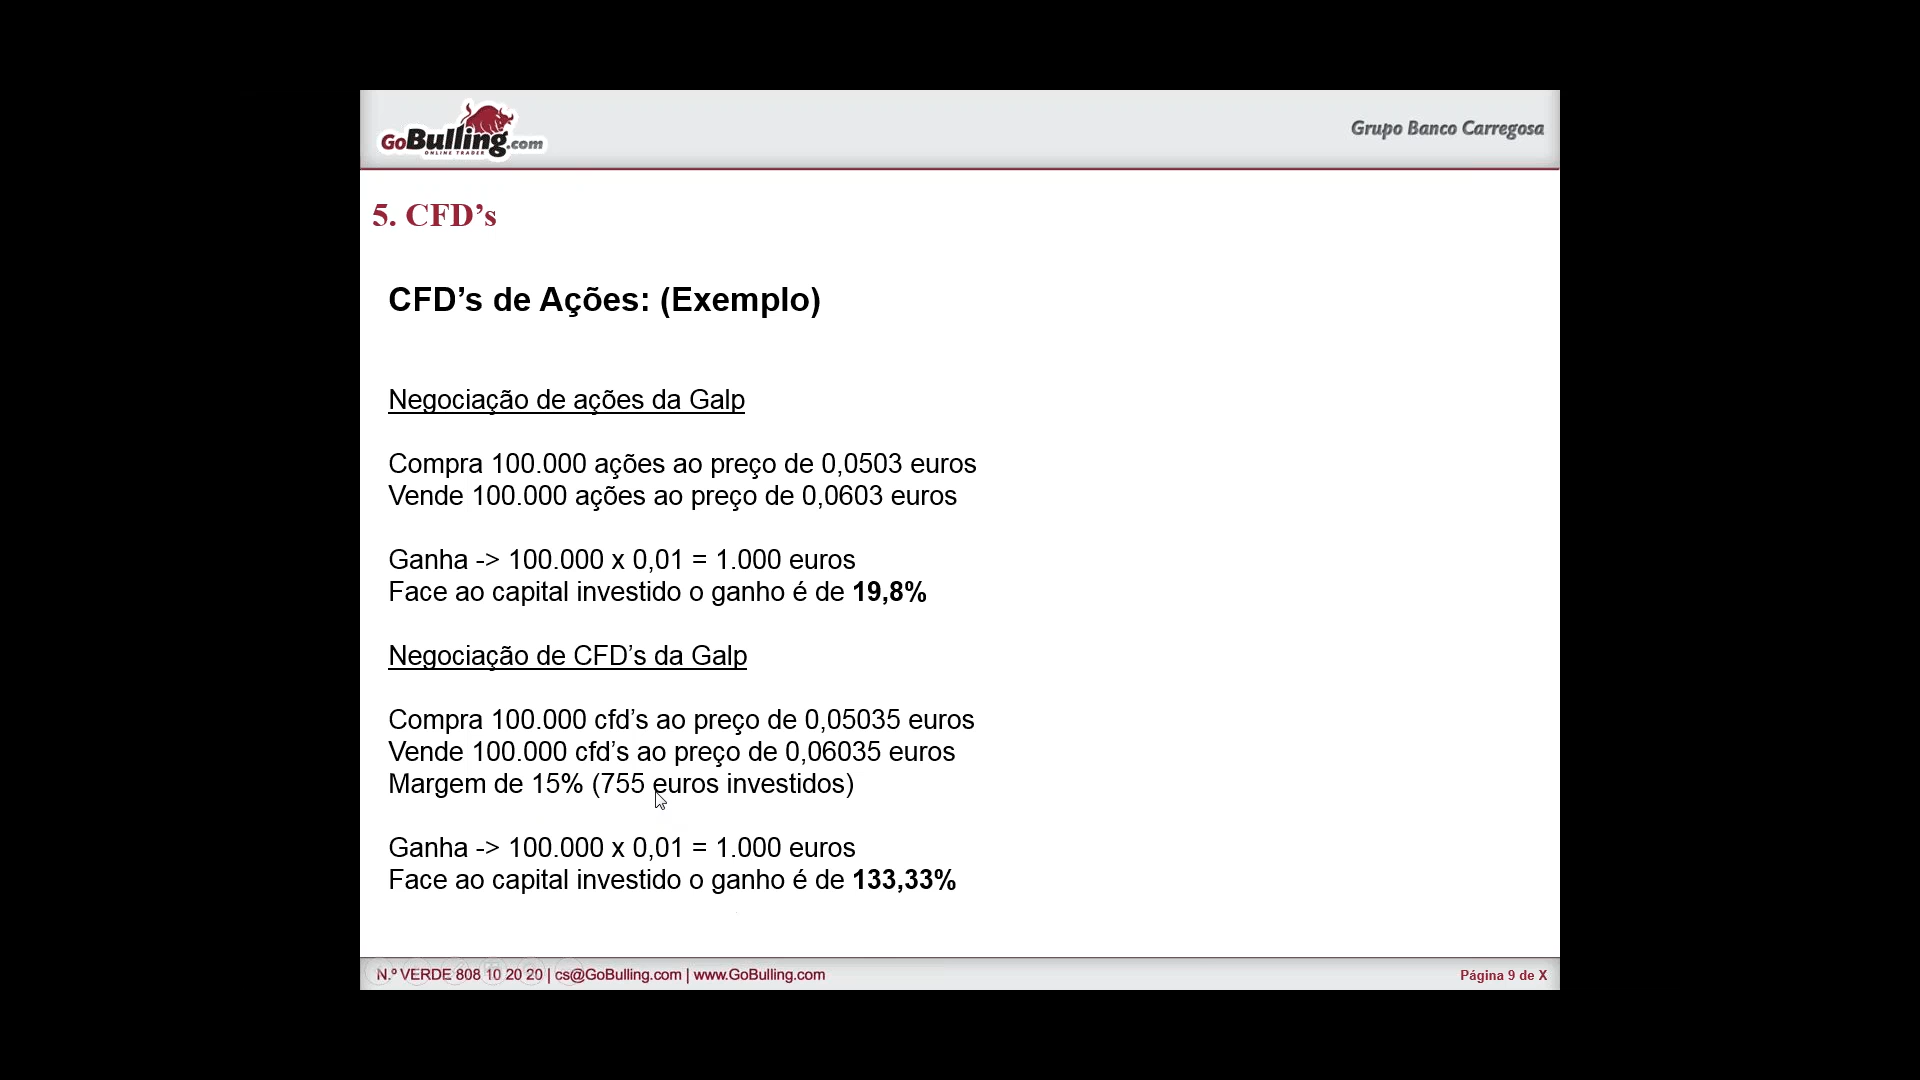 GoBulling.com
ONLINE TRADER
Grupo Banco Carregosa
5. CFD’s
CFD’s de Ações: (Exemplo)
Negociação de ações da Galp
Compra 100.000 ações ao preço de 0,0503 euros
Vende 100.000 ações ao preço de 0,0603 euros
Ganha -> 100.000 x 0,01 = 1.000 euros
Face ao capital investido o ganho é de 19,8%
Negociação de CFD’s da Galp
Compra 100.000 cfd’s ao preço de 0,05035 euros
Vende 100.000 cfd’s ao preço de 0,06035 euros
Margem de 15% (755 euros investidos)
Ganha -> 100.000 x 0,01 = 1.000 euros
Face ao capital investido o ganho é de 133,33%
N.º VERDE 808 10 20 20 | cs@GoBulling.com | www.GoBulling.com
Página 9 de X